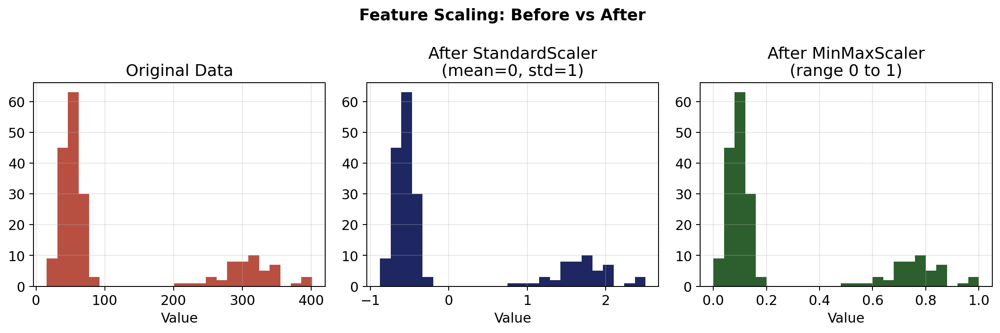 Feature Scaling: Before vs After
Original Data
60
50
40
30
20
10
0
0 100 200 300 400
Value
After StandardScaler
(mean=0, std=1)
60
50
40
30
20
10
0
−1 0 1 2
Value
After MinMaxScaler
(range 0 to 1)
60
50
40
30
20
10
0
0.0 0.2 0.4 0.6 0.8 1.0
Value